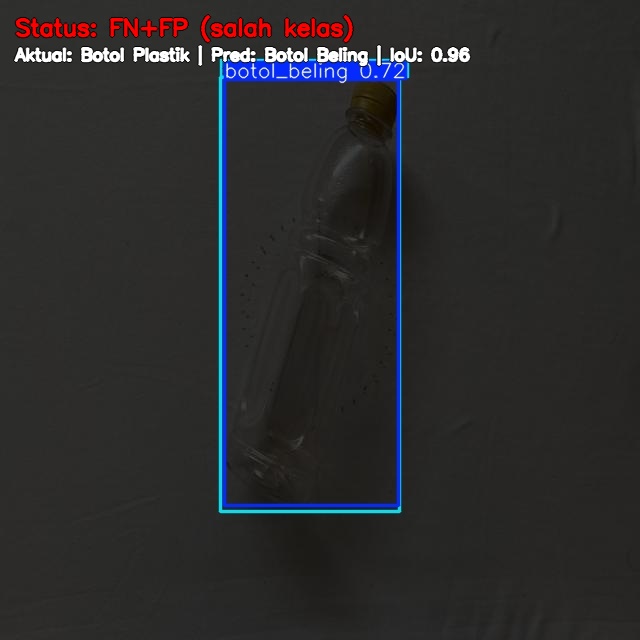 Status: FN+FP (salah kelas)
Aktual: Botol Plastik | Pred: Botol Beling | IoU: 0.96
botol_beling 0.72